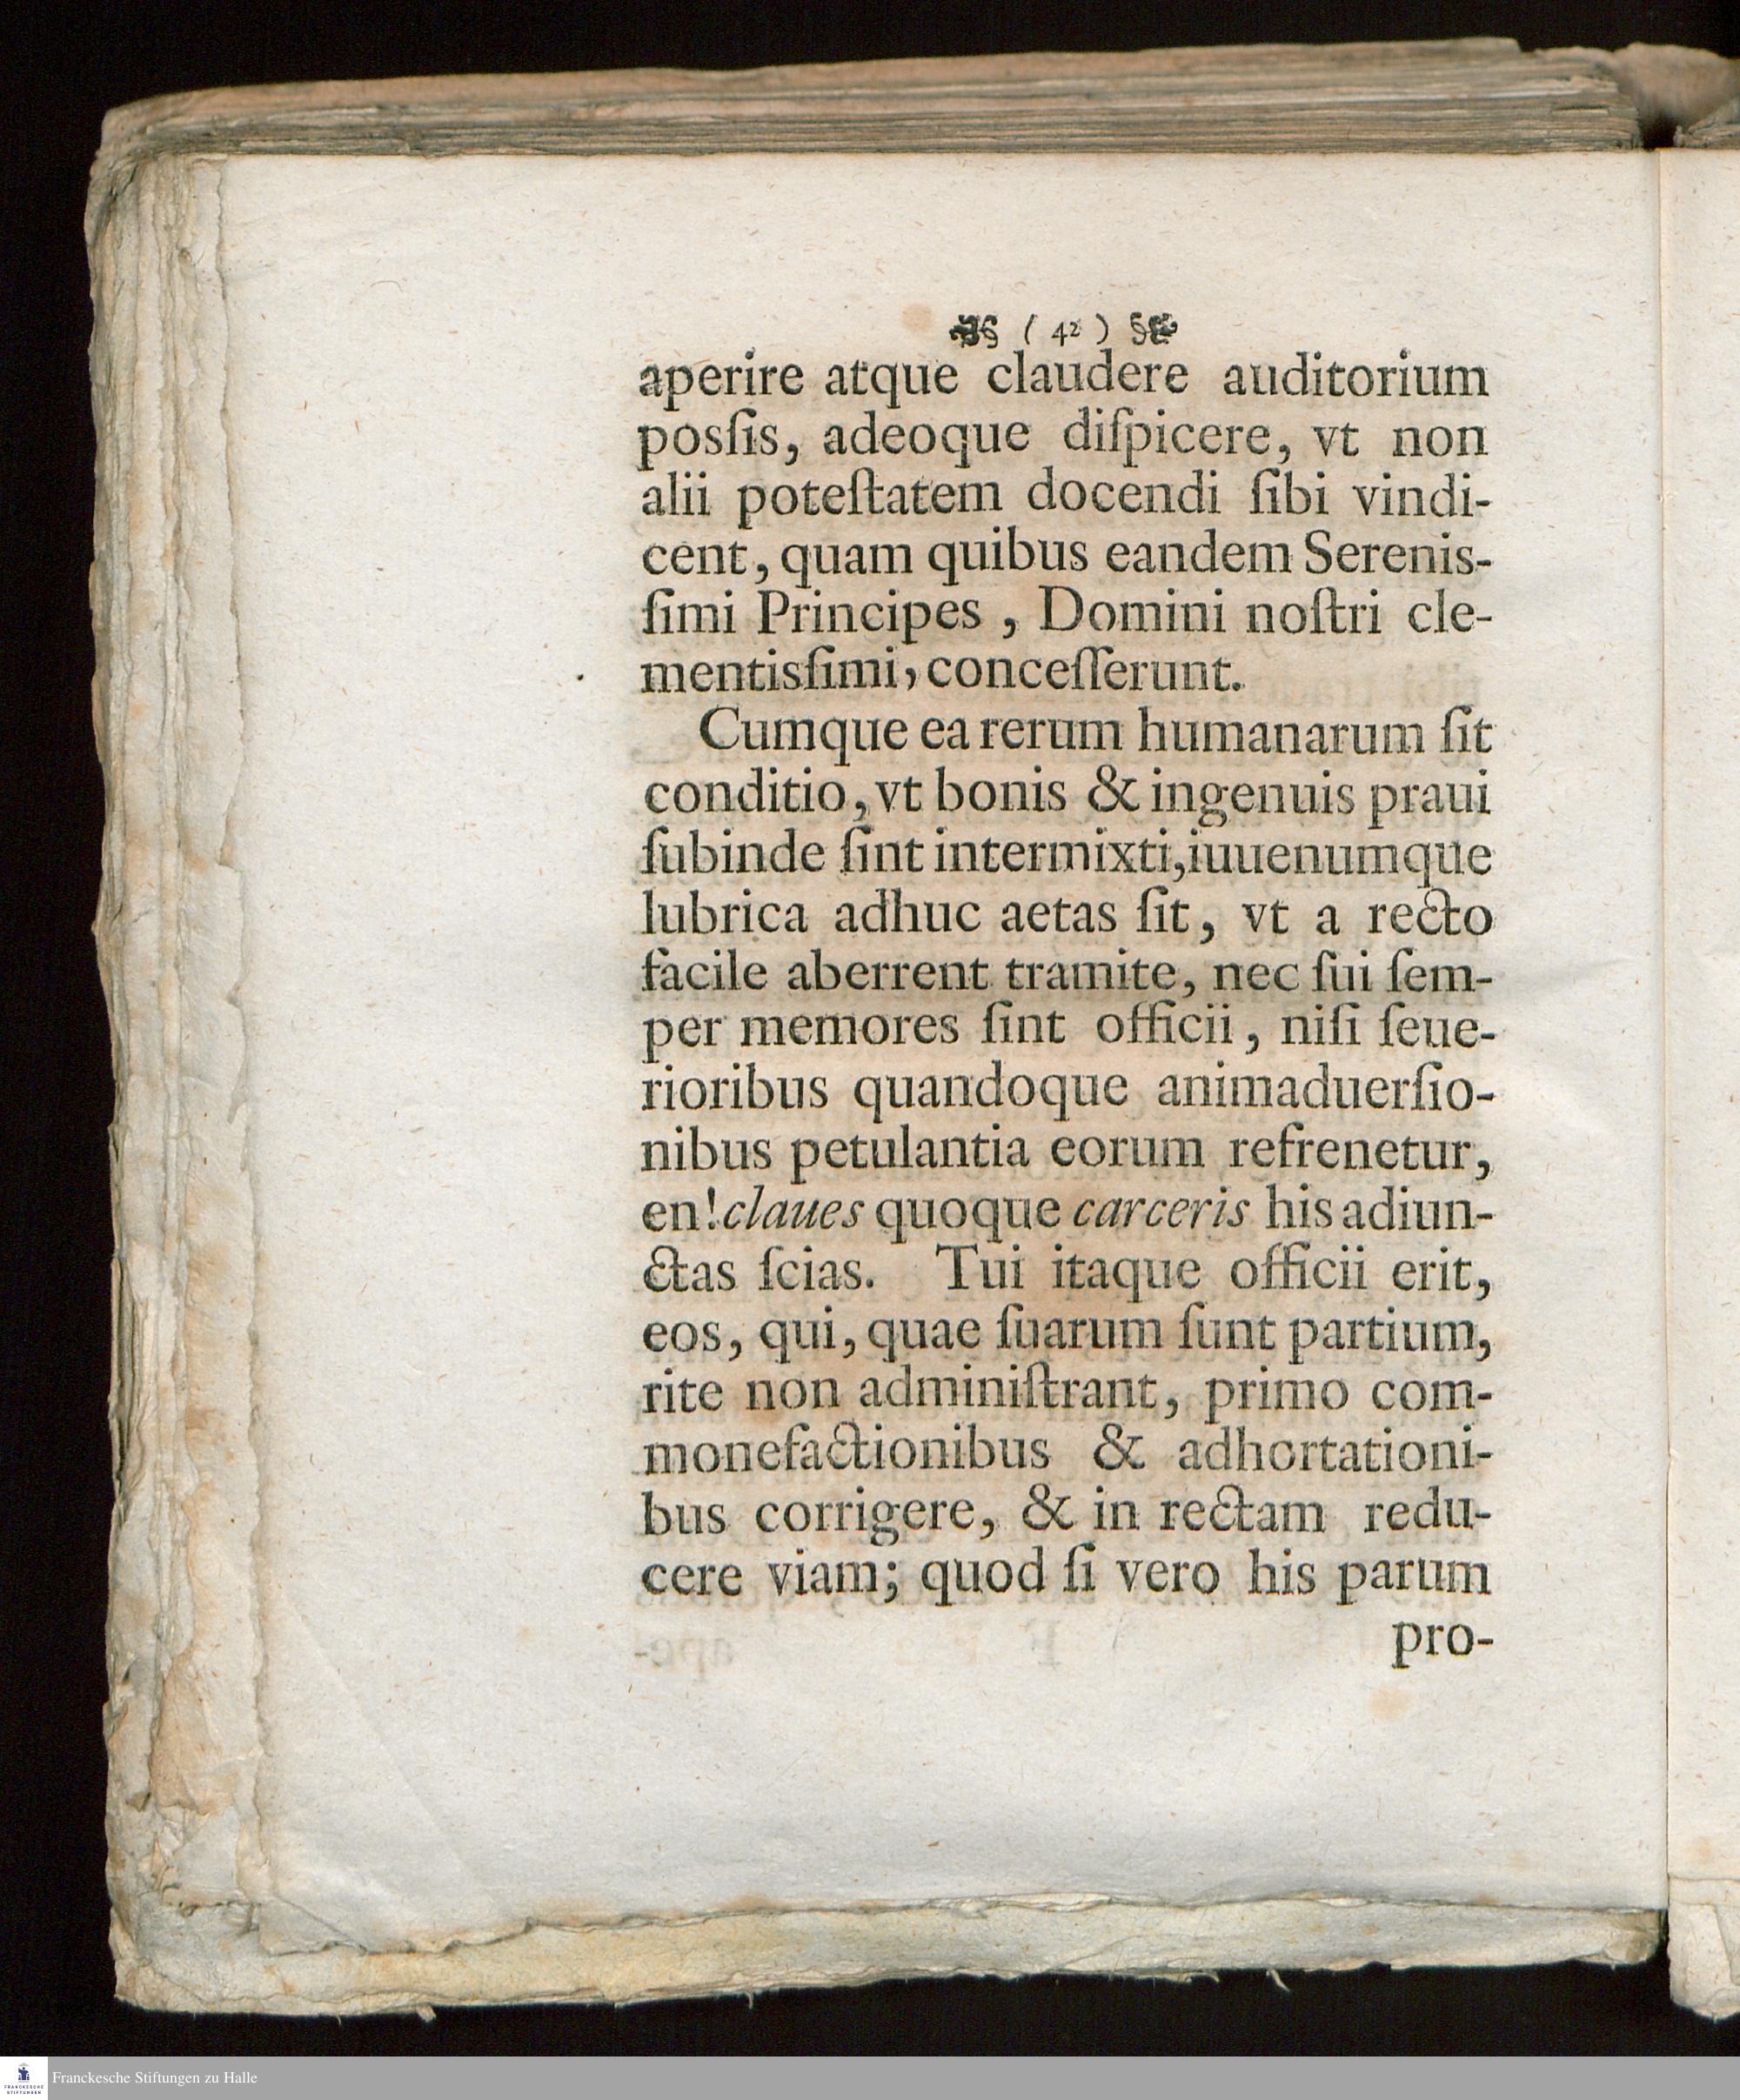 ( 42 )
aperire atque claudere auditorium
posſis, adeoque diſpicere, vt non
alii poteſtatem docendi ſibi vindi-
cent, quam quibus eandem Serenis-
ſimi Principes , Domini noſtri cle-
mentisſimi, conceſſerunt.
Cumque ea rerum humanarum ſit
conditio, vt bonis & ingenuis praui
ſubinde ſint intermixti, iuuenumque
lubrica adhuc aetas ſit, vt a recto
facile aberrent tramite, nec ſui ſem-
per memores ſint officii, niſi ſeue-
rioribus quandoque animaduerſio-
nibus petulantia eorum refrenetur,
en! claues quoque carceris his adiun-
ctas ſcias. Tui itaque officii erit,
eos, qui, quae ſuarum ſunt partium,
rite non adminiſtrant, primo com-
monefactionibus & adhortationi-
bus corrigere, & in rectam redu-
cere viam; quod ſi vero his parum
pro-
FRANCKESCHE
STIFTUNGEN
Franckesche Stiftungen zu Halle